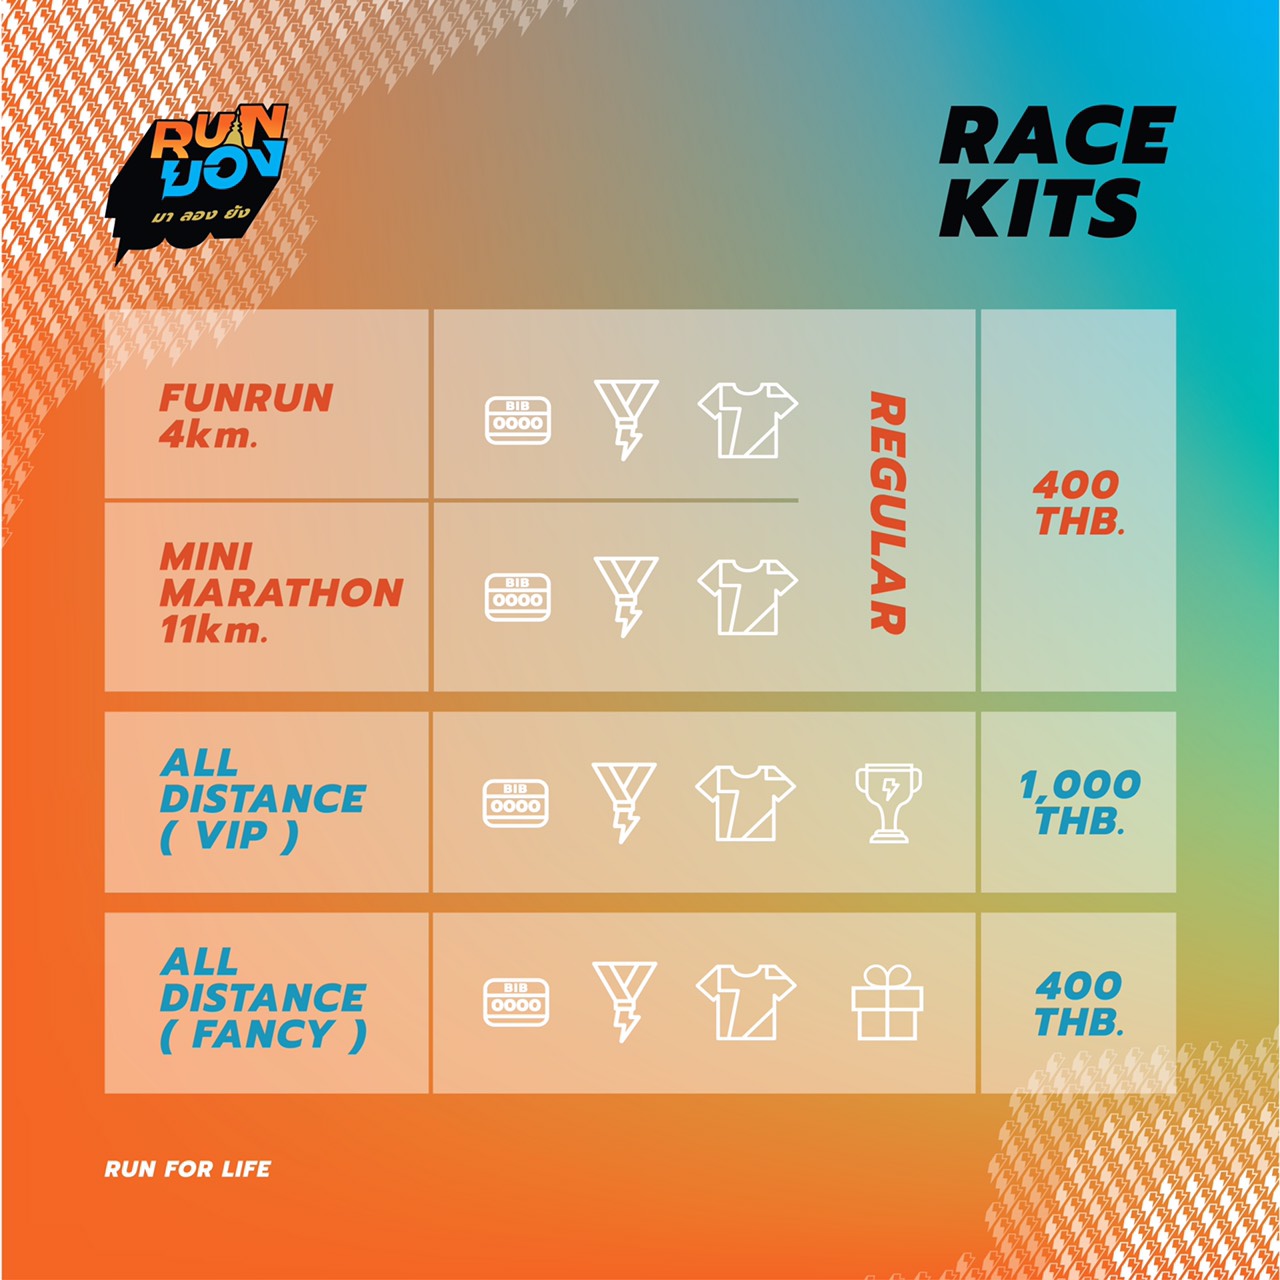 RUN
ยอง
มา ลอง ยัง
RACE
KITS
FUNRUN
4km.
BIB
0000
REGULAR
400
THB.
MINI
MARATHON
11km.
BIB
0000
ALL
DISTANCE
( VIP )
BIB
0000
1,000
THB.
ALL
DISTANCE
( FANCY )
BIB
0000
400
THB.
RUN FOR LIFE